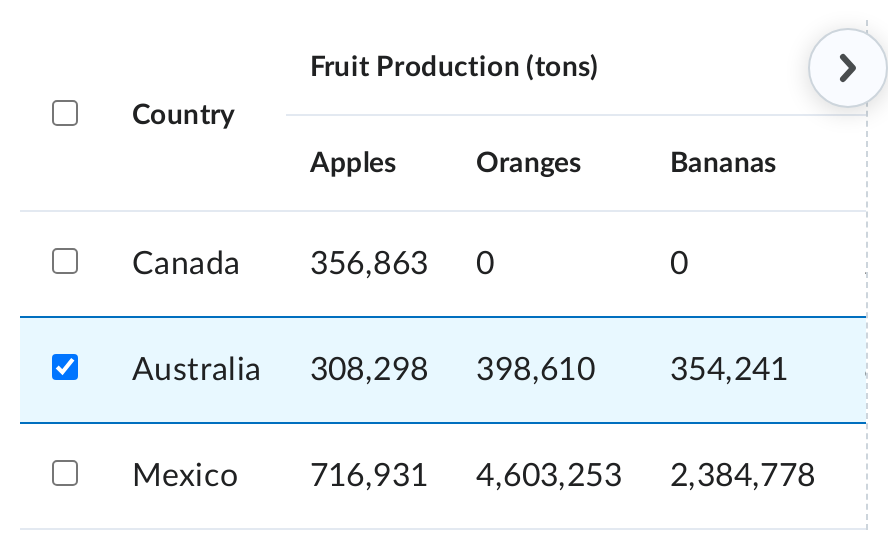 Fruit Production (tons)
Country
Apples Oranges Bananas
Canada 356,863 0 0
Australia 308,298 398,610 354,241
Mexico 716,931 4,603,253 2,384,778